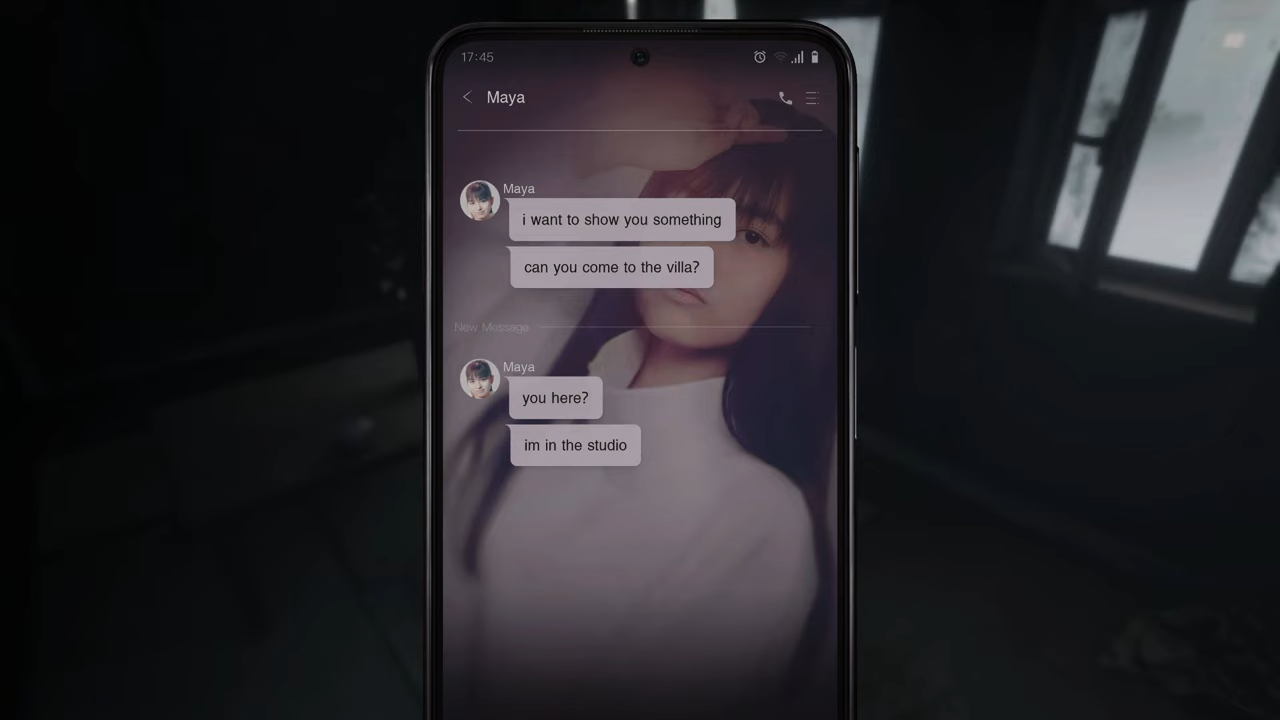 17:45
Maya
Maya
i want to show you something
can you come to the villa?
New Message
Maya
you here?
im in the studio